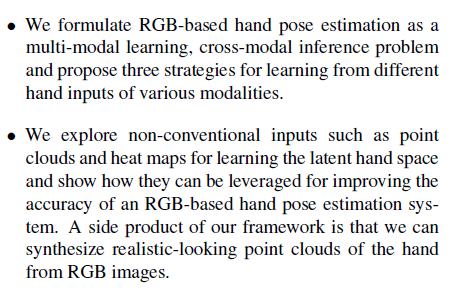 • We formulate RGB-based hand pose estimation as a
multi-modal learning, cross-modal inference problem
and propose three strategies for learning from different
hand inputs of various modalities.
• We explore non-conventional inputs such as point
clouds and heat maps for learning the latent hand space
and show how they can be leveraged for improving the
accuracy of an RGB-based hand pose estimation sys-
tem. A side product of our framework is that we can
synthesize realistic-looking point clouds of the hand
from RGB images.